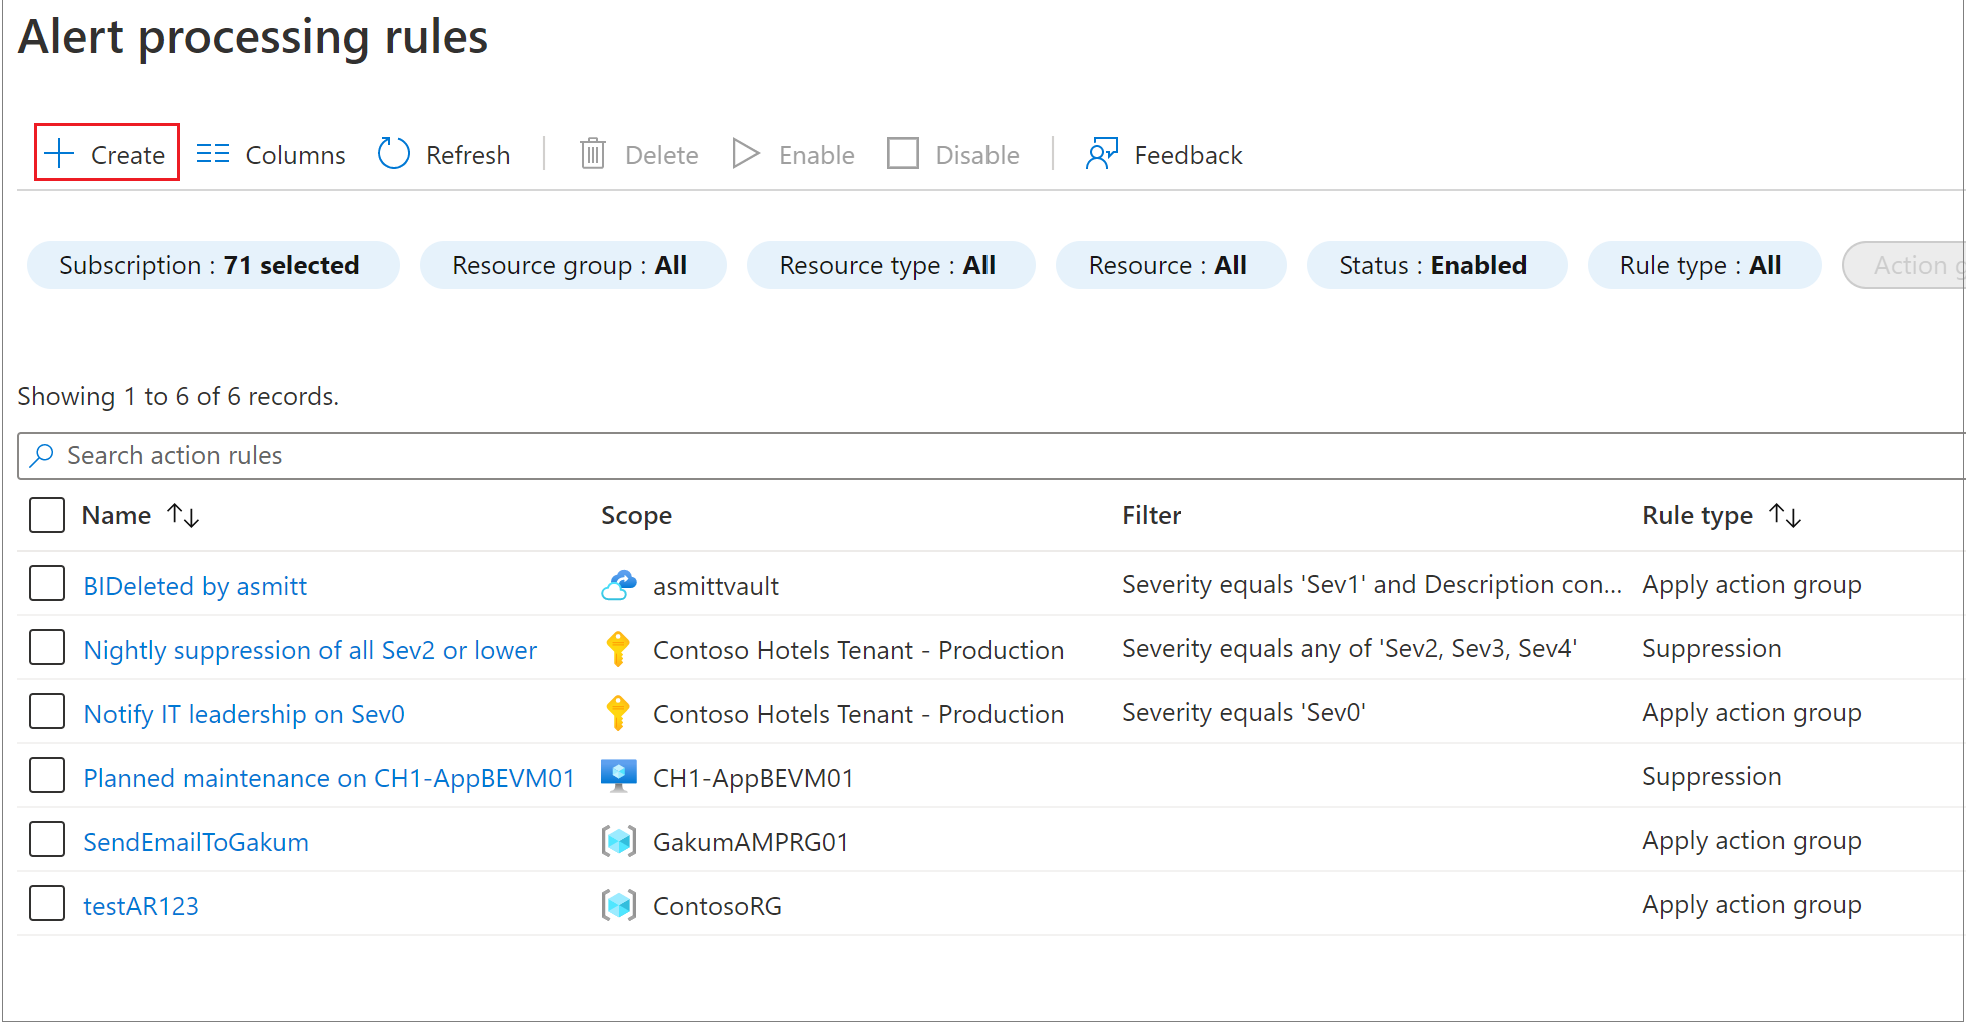 Alert processing rules
Create Columns Refresh Delete Enable Disable Feedback
Subscription : 71 selected Resource group : All Resource type : All Resource : All Status : Enabled Rule type : All Action g
Showing 1 to 6 of 6 records.
Search action rules
Name Scope Filter Rule type
BIDeleted by asmitt asmittvault Severity equals 'Sev1' and Description con... Apply action group
Nightly suppression of all Sev2 or lower Contoso Hotels Tenant - Production Severity equals any of 'Sev2, Sev3, Sev4' Suppression
Notify IT leadership on Sev0 Contoso Hotels Tenant - Production Severity equals 'Sev0' Apply action group
Planned maintenance on CH1-AppBEVM01 CH1-AppBEVM01 Suppression
SendEmailToGakum GakumAMPRG01 Apply action group
testAR123 ContosoRG Apply action group